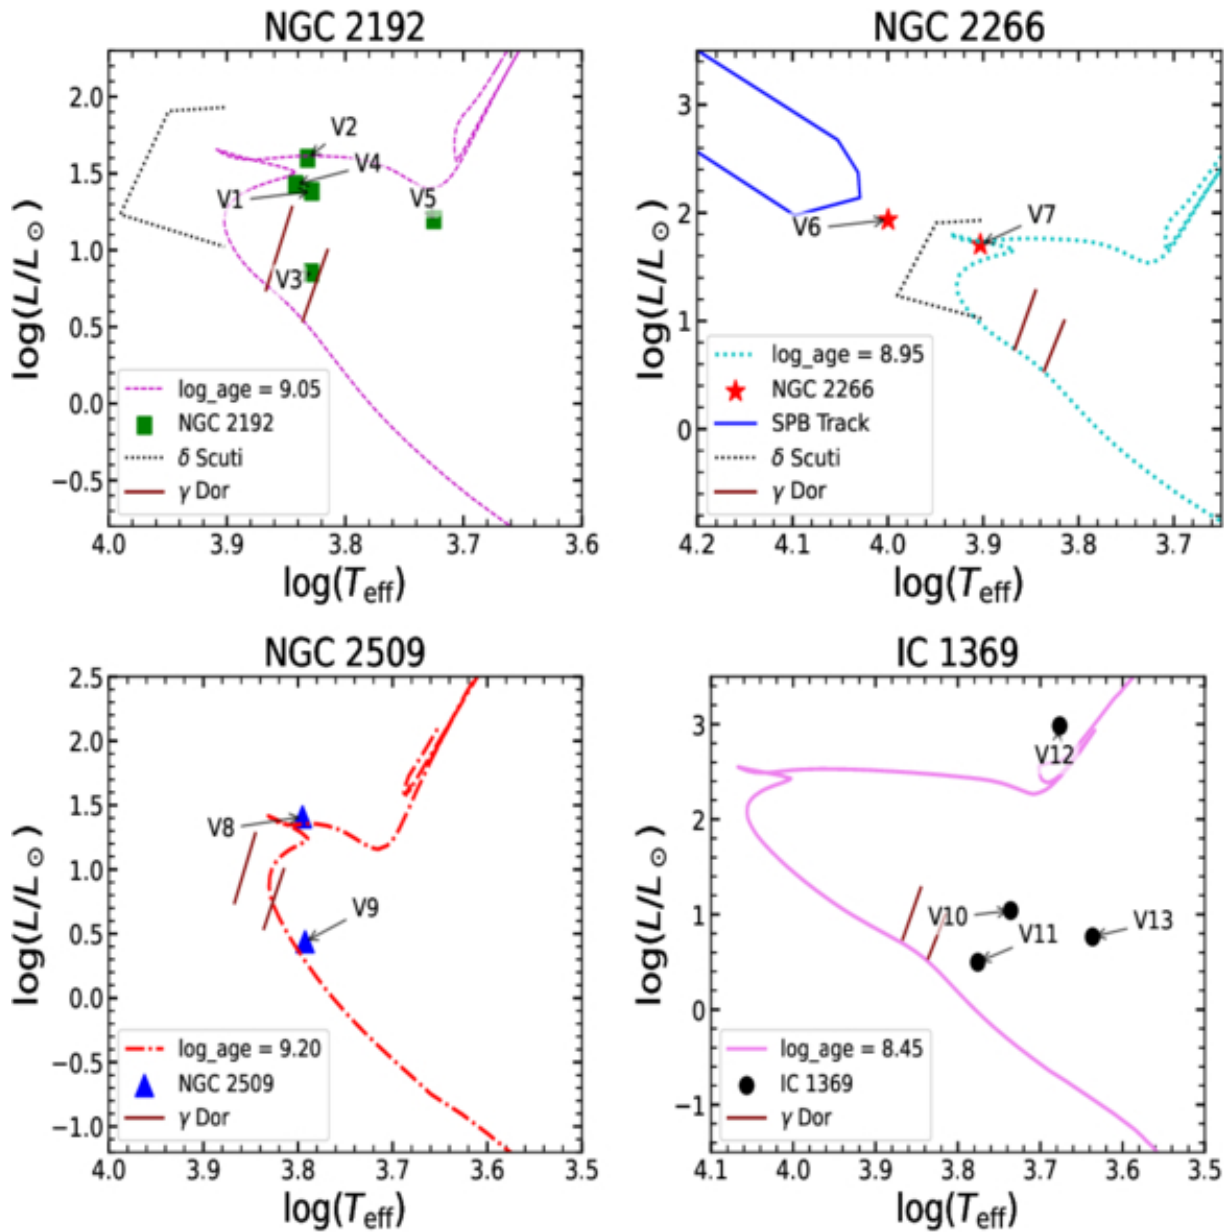 NGC 2192
log(L/L⊙)
2.0
1.5
1.0
0.5
0.0
−0.5
V2
V4
V1
V5
V3
log_age = 9.05
NGC 2192
δ Scuti
γ Dor
4.0 3.9 3.8 3.7 3.6
log(Teff)
NGC 2266
log(L/L⊙)
3
2
1
0
V6
V7
log_age = 8.95
NGC 2266
SPB Track
δ Scuti
γ Dor
4.2 4.1 4.0 3.9 3.8 3.7
log(Teff)
NGC 2509
log(L/L⊙)
2.5
2.0
1.5
1.0
0.5
0.0
−0.5
−1.0
V8
V9
log_age = 9.20
NGC 2509
γ Dor
4.0 3.9 3.8 3.7 3.6 3.5
log(Teff)
IC 1369
log(L/L⊙)
3
2
1
0
−1
V12
V10
V11
V13
log_age = 8.45
IC 1369
γ Dor
4.1 4.0 3.9 3.8 3.7 3.6 3.5
log(Teff)